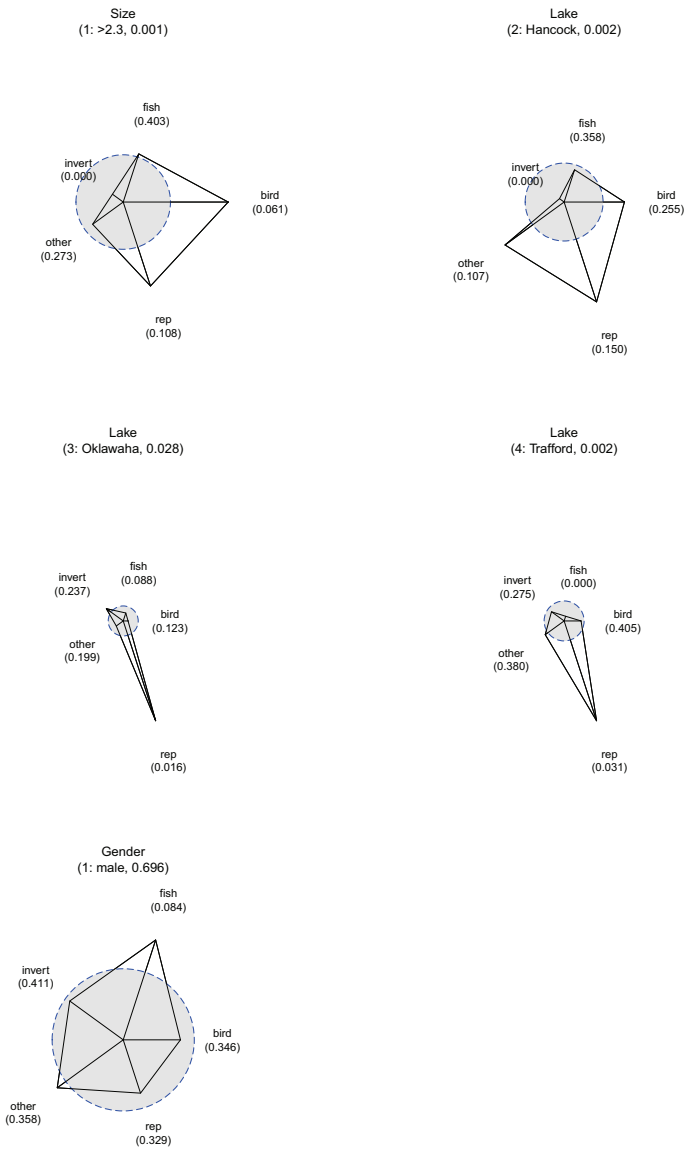 Size
(1: >2.3, 0.001)
fish
(0.403)
invert
(0.000)
bird
(0.061)
other
(0.273)
rep
(0.108)
Lake
(2: Hancock, 0.002)
fish
(0.358)
invert
(0.000)
bird
(0.255)
other
(0.107)
rep
(0.150)
Lake
(3: Oklawaha, 0.028)
fish
(0.088)
invert
(0.237)
bird
(0.123)
other
(0.199)
rep
(0.016)
Lake
(4: Trafford, 0.002)
fish
(0.000)
invert
(0.275)
bird
(0.405)
other
(0.380)
rep
(0.031)
Gender
(1: male, 0.696)
fish
(0.084)
invert
(0.411)
bird
(0.346)
other
(0.358)
rep
(0.329)